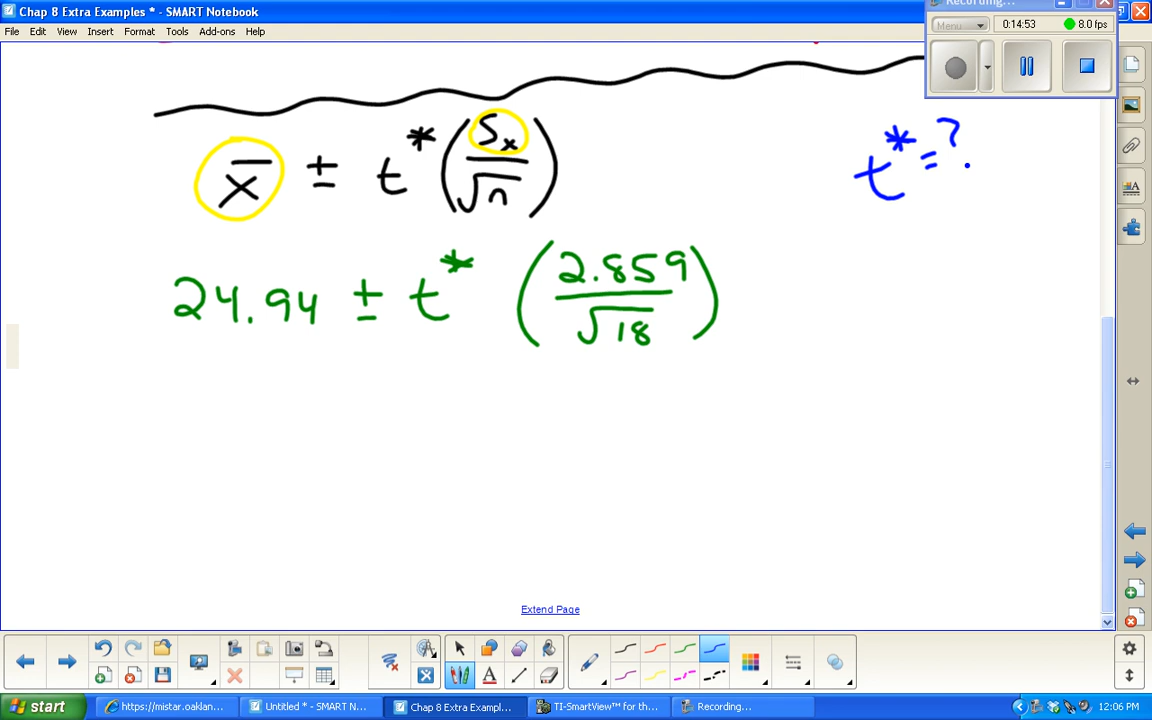 Chap 8 Extra Examples * - SMART Notebook
File Edit View Insert Format Tools Add-ons Help
Recording...
Menu 0:14:53 8.0 fps
x̄ ± t* (Sx/√n)
t* = ?
24.94 ± t* (2.859/√18)
Extend Page
start https://mistar.oaklan... Untitled * - SMART N... Chap 8 Extra Exampl... TI-SmartView™ for th... Recording... 12:06 PM